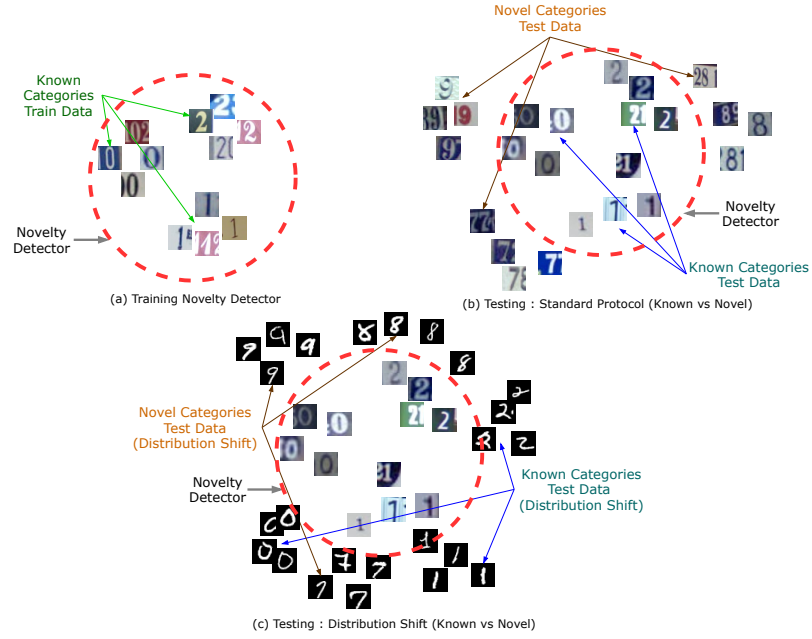 Known
Categories
Train Data
Novelty
Detector
(a) Training Novelty Detector
Novel Categories
Test Data
Novelty
Detector
Known Categories
Test Data
(b) Testing : Standard Protocol (Known vs Novel)
Novel Categories
Test Data
(Distribution Shift)
Novelty
Detector
Known Categories
Test Data
(Distribution Shift)
(c) Testing : Distribution Shift (Known vs Novel)